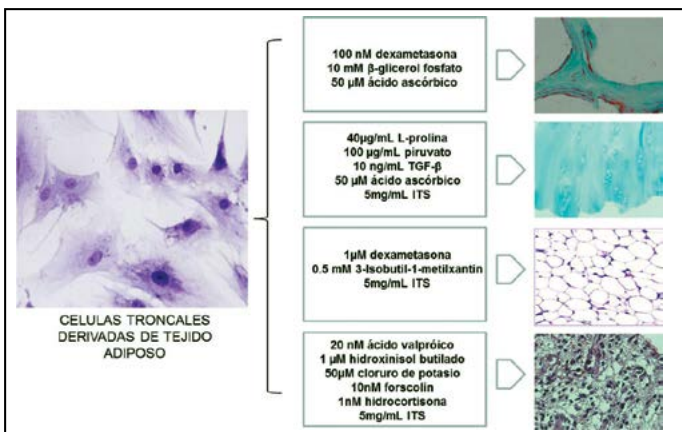 100 nM dexametasona
10 mM β-glicerol fosfato
50 µM ácido ascórbico
40µg/mL L-prolina
100 µg/mL piruvato
10 ng/mL TGF-β
50 µM ácido ascórbico
5mg/mL ITS
1µM dexametasona
0.5 mM 3-Isobutil-1-metilxantin
5mg/mL ITS
20 nM ácido valpróico
1 µM hidroxinisol butilado
50µM cloruro de potasio
10nM forscolin
1nM hidrocortisona
5mg/mL ITS
CELULAS TRONCALES
DERIVADAS DE TEJIDO
ADIPOSO